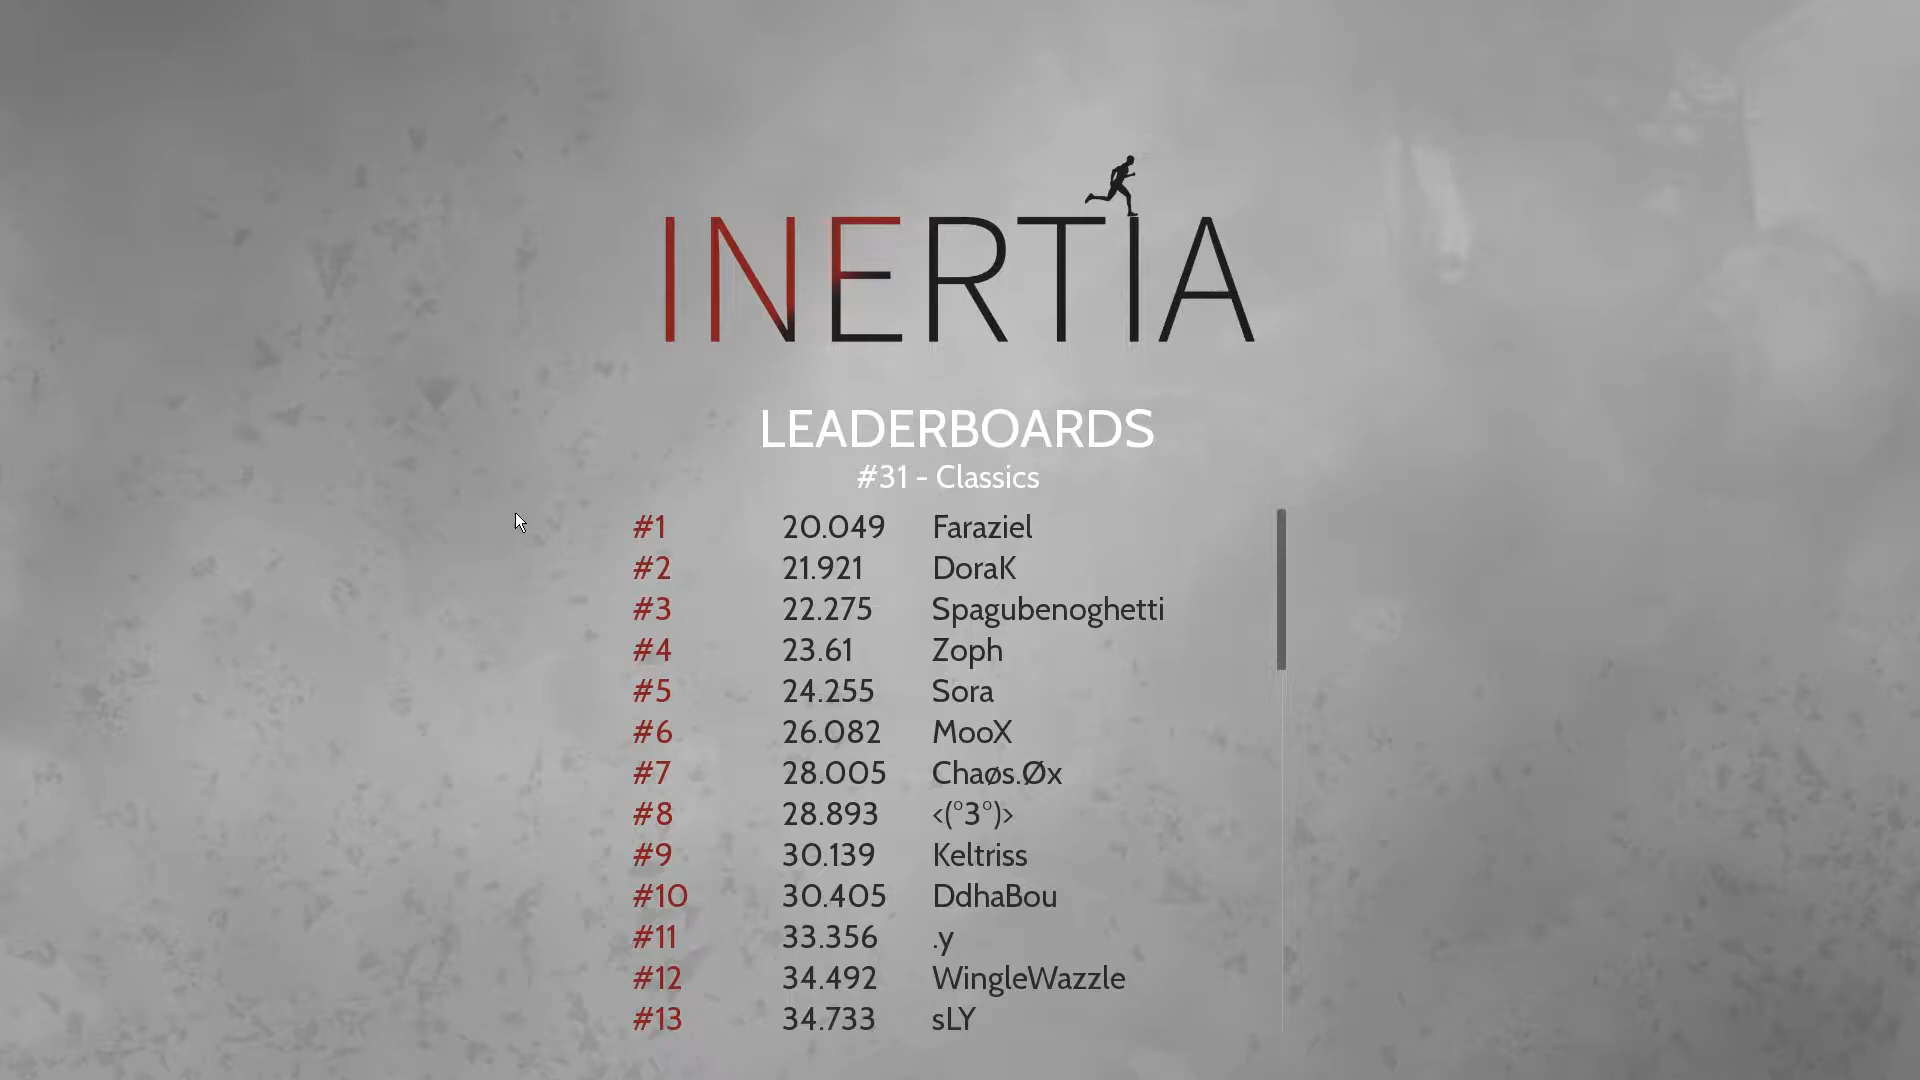 INERTIA
LEADERBOARDS
#31 - Classics
#1 20.049 Faraziel
#2 21.921 DoraK
#3 22.275 Spagubenoghetti
#4 23.61 Zoph
#5 24.255 Sora
#6 26.082 MooX
#7 28.005 Chaøs.Øx
#8 28.893 <(°3°)>
#9 30.139 Keltriss
#10 30.405 DdhaBou
#11 33.356 .y
#12 34.492 WingleWazzle
#13 34.733 sLY